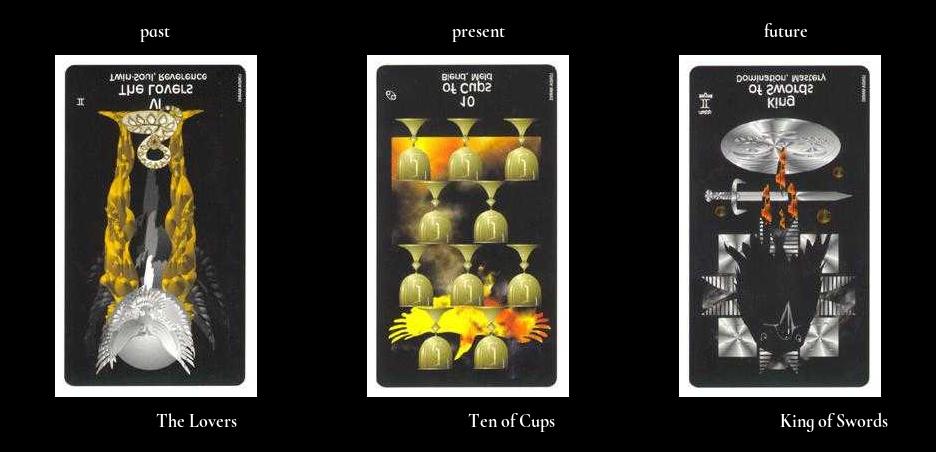 past
present
future
Twin-Soul, Reverence
The Lovers
VI
Blend, Meld
of Cups
10
Domination, Mastery
of Swords
King
The Lovers
Ten of Cups
King of Swords